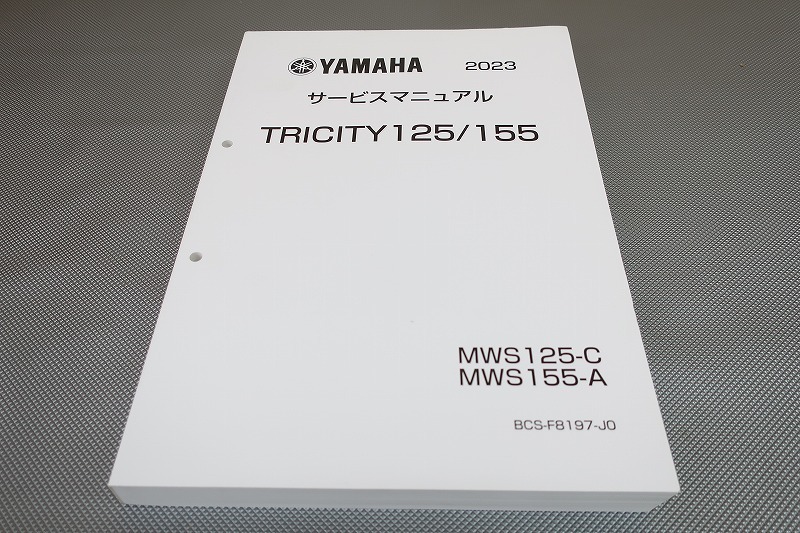 YAMAHA 2023
サービスマニュアル
TRICITY125/155
MWS125-C
MWS155-A
BCS-F8197-J0